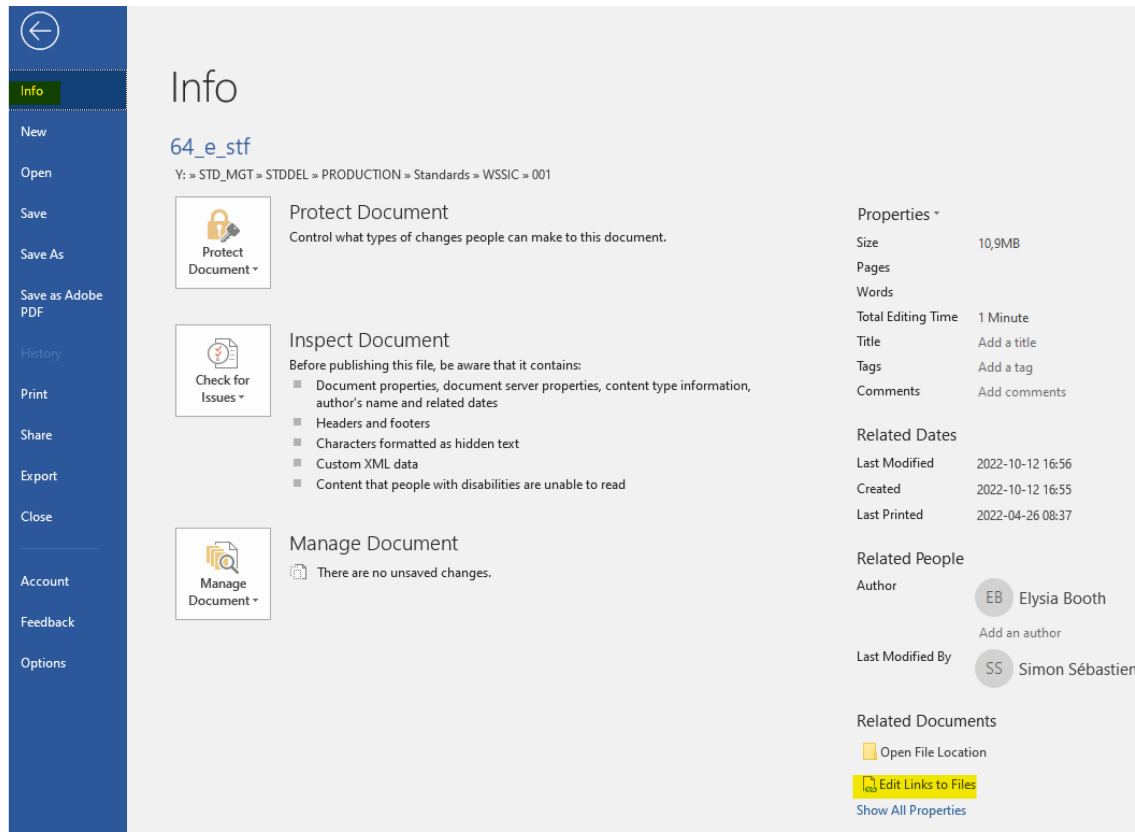 Info
New
Open
Save
Save As
Save as Adobe
PDF
History
Print
Share
Export
Close
Account
Feedback
Options
Info
64_e_stf
Y: » STD_MGT » STDDEL » PRODUCTION » Standards » WSSIC » 001
Protect
Document
Protect Document
Control what types of changes people can make to this document.
Check for
Issues
Inspect Document
Before publishing this file, be aware that it contains:
Document properties, document server properties, content type information,
author's name and related dates
Headers and footers
Characters formatted as hidden text
Custom XML data
Content that people with disabilities are unable to read
Manage
Document
Manage Document
There are no unsaved changes.
Properties
Size 10,9MB
Pages
Words
Total Editing Time 1 Minute
Title Add a title
Tags Add a tag
Comments Add comments
Related Dates
Last Modified 2022-10-12 16:56
Created 2022-10-12 16:55
Last Printed 2022-04-26 08:37
Related People
Author EB Elysia Booth
Add an author
Last Modified By SS Simon Sébastien
Related Documents
Open File Location
Edit Links to Files
Show All Properties